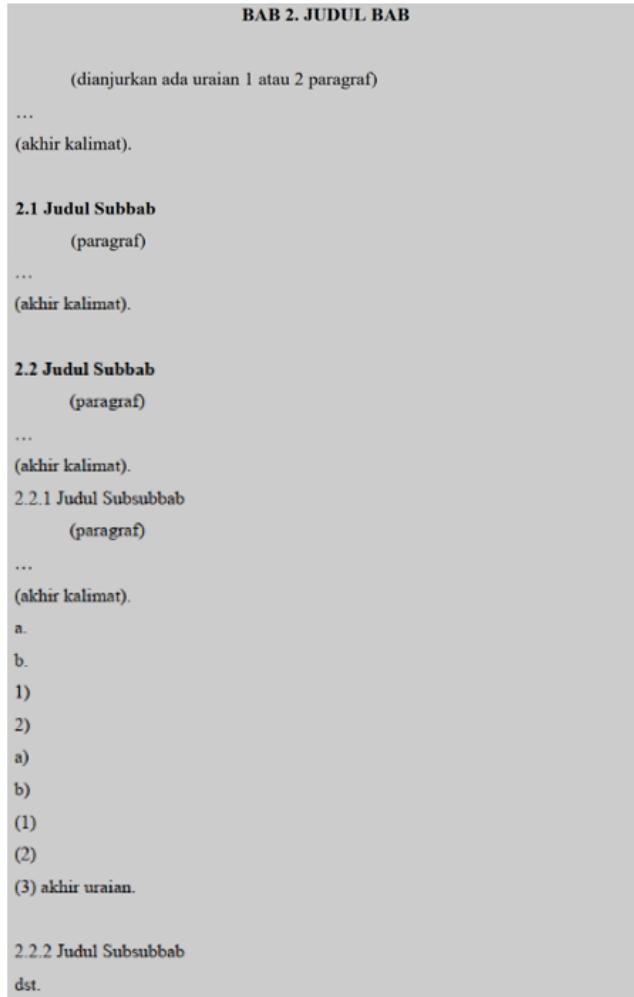 BAB 2. JUDUL BAB
(dianjurkan ada uraian 1 atau 2 paragraf)
…
(akhir kalimat).
2.1 Judul Subbab
(paragraf)
…
(akhir kalimat).
2.2 Judul Subbab
(paragraf)
…
(akhir kalimat).
2.2.1 Judul Subsubbab
(paragraf)
…
(akhir kalimat).
a.
b.
1)
2)
a)
b)
(1)
(2)
(3) akhir uraian.
2.2.2 Judul Subsubbab
dst.